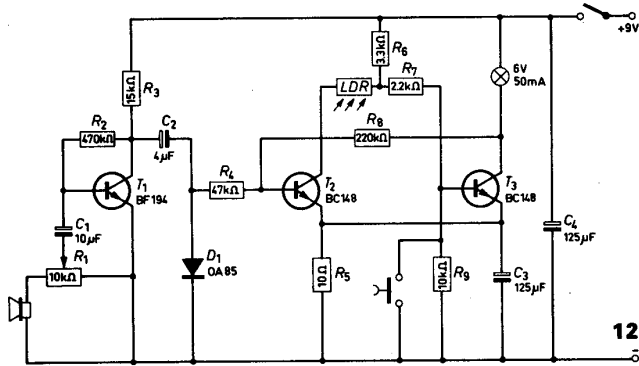 +9V
3.3kΩ
R6
6V
50mA
15kΩ
R3
LDR
R7
2.2kΩ
R2
470kΩ
C2
4µF
R8
220kΩ
T1
BF194
R4
47kΩ
T2
BC148
T3
BC148
C1
10µF
R1
10kΩ
D1
OA85
10Ω
R5
10kΩ
R9
C3
125µF
C4
125µF
12
-